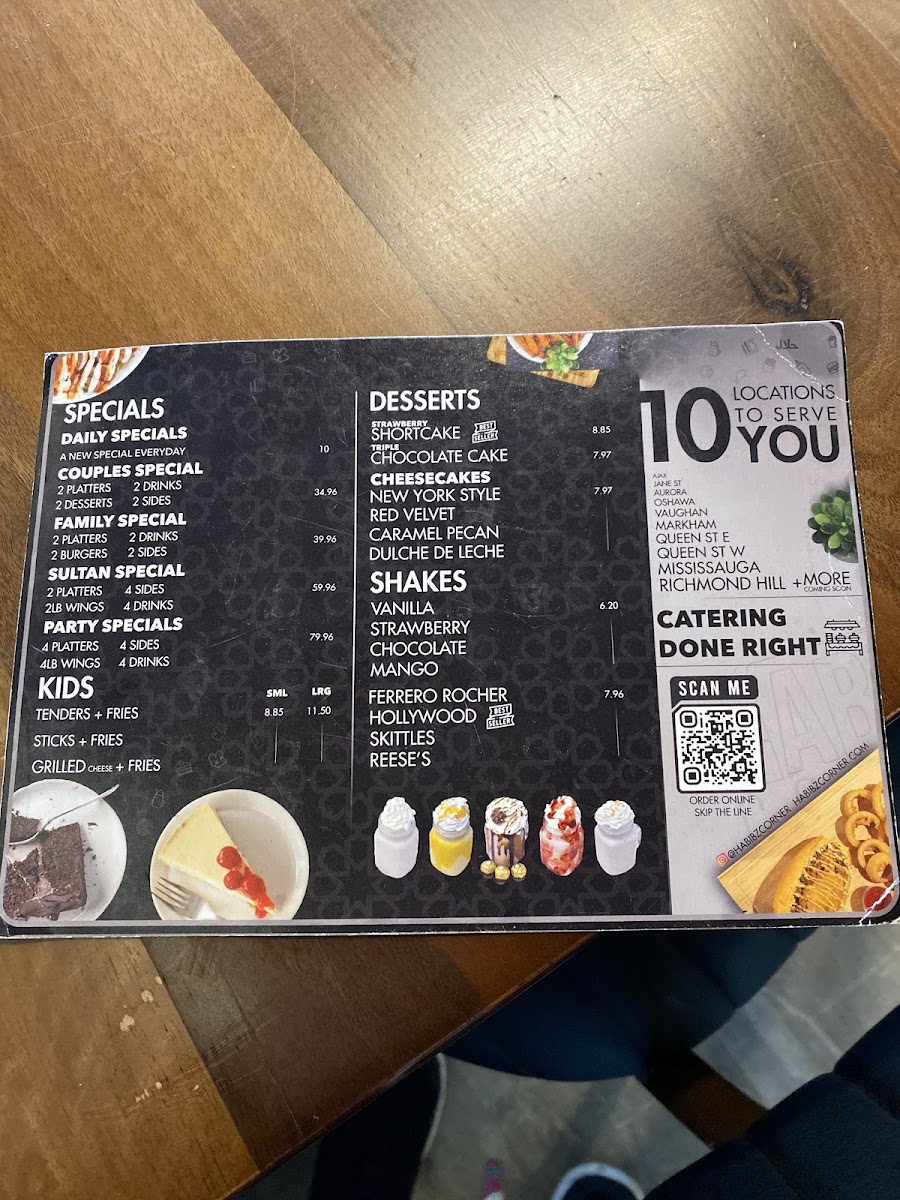 SPECIALS
DAILY SPECIALS
A NEW SPECIAL EVERYDAY 10
COUPLES SPECIAL
2 PLATTERS 2 DRINKS
2 DESSERTS 2 SIDES 34.96
FAMILY SPECIAL
2 PLATTERS 2 DRINKS
2 BURGERS 2 SIDES 39.96
SULTAN SPECIAL
2 PLATTERS 4 SIDES 59.96
2LB WINGS 4 DRINKS
PARTY SPECIALS
4 PLATTERS 4 SIDES 79.96
4LB WINGS 4 DRINKS
KIDS SML LRG
TENDERS + FRIES 8.85 11.50
STICKS + FRIES
GRILLED CHEESE + FRIES
DESSERTS
STRAWBERRY
SHORTCAKE BEST SELLER 8.85
TRIPLE
CHOCOLATE CAKE 7.97
CHEESECAKES
NEW YORK STYLE 7.97
RED VELVET
CARAMEL PECAN
DULCHE DE LECHE
SHAKES
VANILLA 6.20
STRAWBERRY
CHOCOLATE
MANGO
FERRERO ROCHER 7.96
HOLLYWOOD BEST SELLER
SKITTLES
REESE'S
10 LOCATIONS
TO SERVE
YOU
AJAX
JANE ST
AURORA
OSHAWA
VAUGHAN
MARKHAM
QUEEN ST E
QUEEN ST W
MISSISSAUGA
RICHMOND HILL +MORE
COMING SOON
CATERING
DONE RIGHT
SCAN ME
ORDER ONLINE
SKIP THE LINE
@HABIBZCORNER HABIBZCORNER.COM